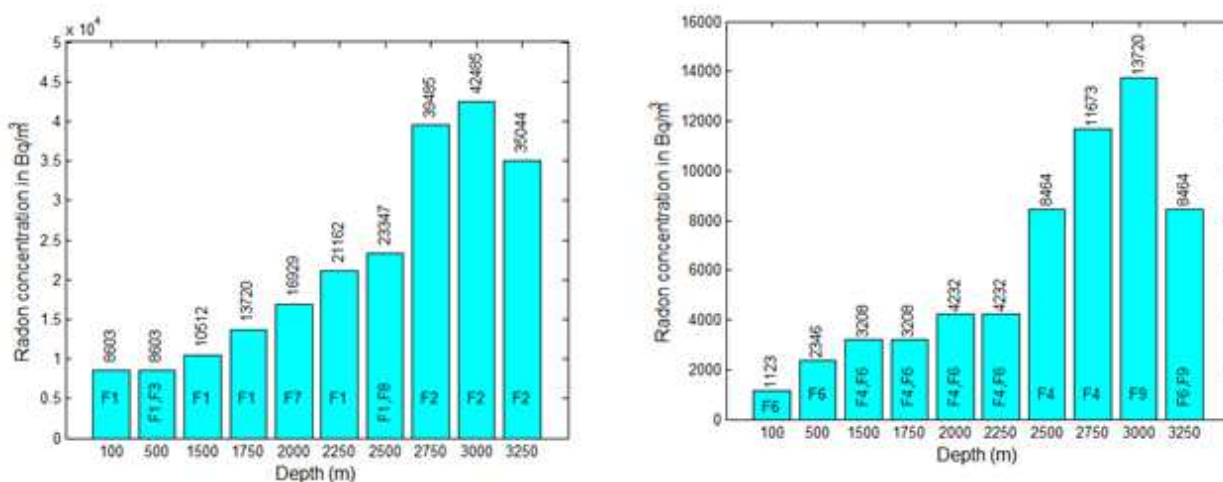 × 10⁴
Radon concentration in Bq/m³
5
4.5
4
3.5
3
2.5
2
1.5
1
0.5
0
8603
8603
10512
13720
16929
21162
23347
39485
42485
35044
F1
F1,F3
F1
F1
F7
F1
F1,F8
F2
F2
F2
100 500 1500 1750 2000 2250 2500 2750 3000 3250
Depth (m)
Radon concentration in Bq/m³
16000
14000
12000
10000
8000
6000
4000
2000
0
1123
2346
3208
3208
4232
4232
8464
11673
13720
8464
F6
F6
F4,F6
F4,F6
F4,F6
F4,F6
F4
F4
F9
F6,F9
100 500 1500 1750 2000 2250 2500 2750 3000 3250
Depth (m)